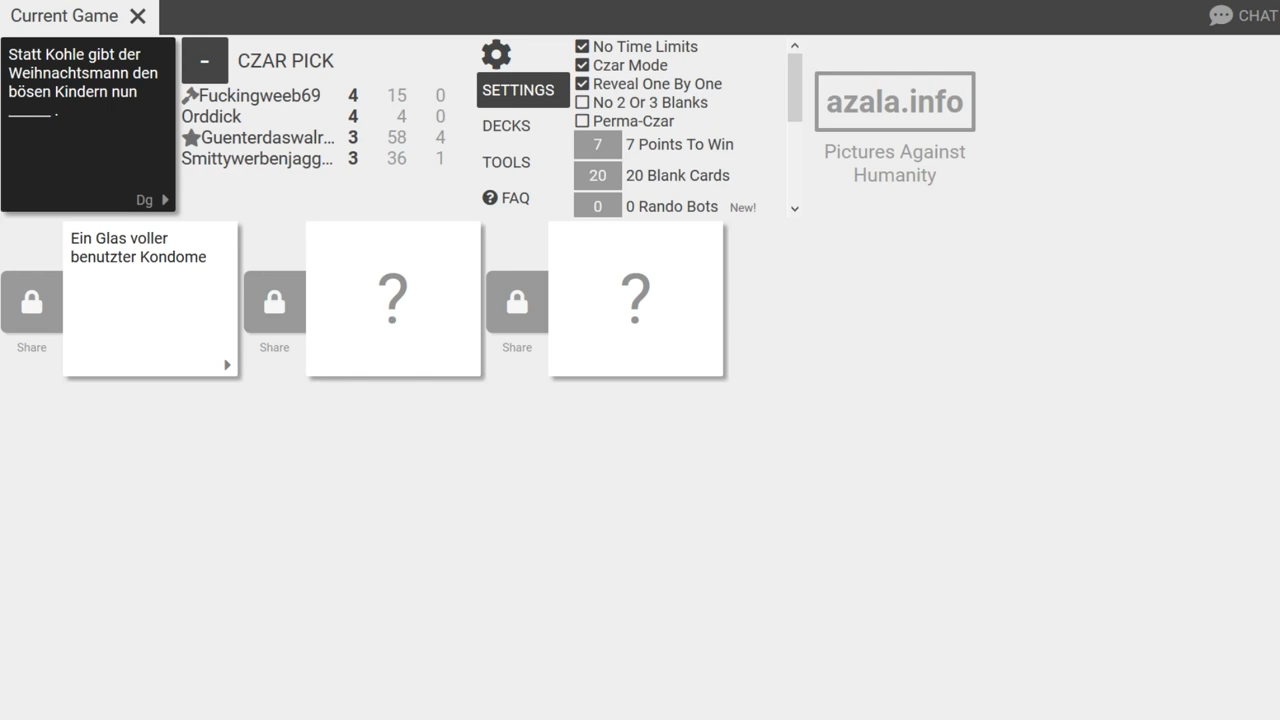 Current Game
CHAT
Statt Kohle gibt der
Weihnachtsmann den
bösen Kindern nun
_____ .
Dg
-
CZAR PICK
Fuckingweeb69 4 15 0
Orddick 4 4 0
Guenterdaswalr... 3 58 4
Smittywerbenjagg... 3 36 1
SETTINGS
DECKS
TOOLS
? FAQ
No Time Limits
Czar Mode
Reveal One By One
No 2 Or 3 Blanks
Perma-Czar
7 7 Points To Win
20 20 Blank Cards
0 0 Rando Bots New!
azala.info
Pictures Against
Humanity
Ein Glas voller
benutzter Kondome
Share
?
Share
?
Share